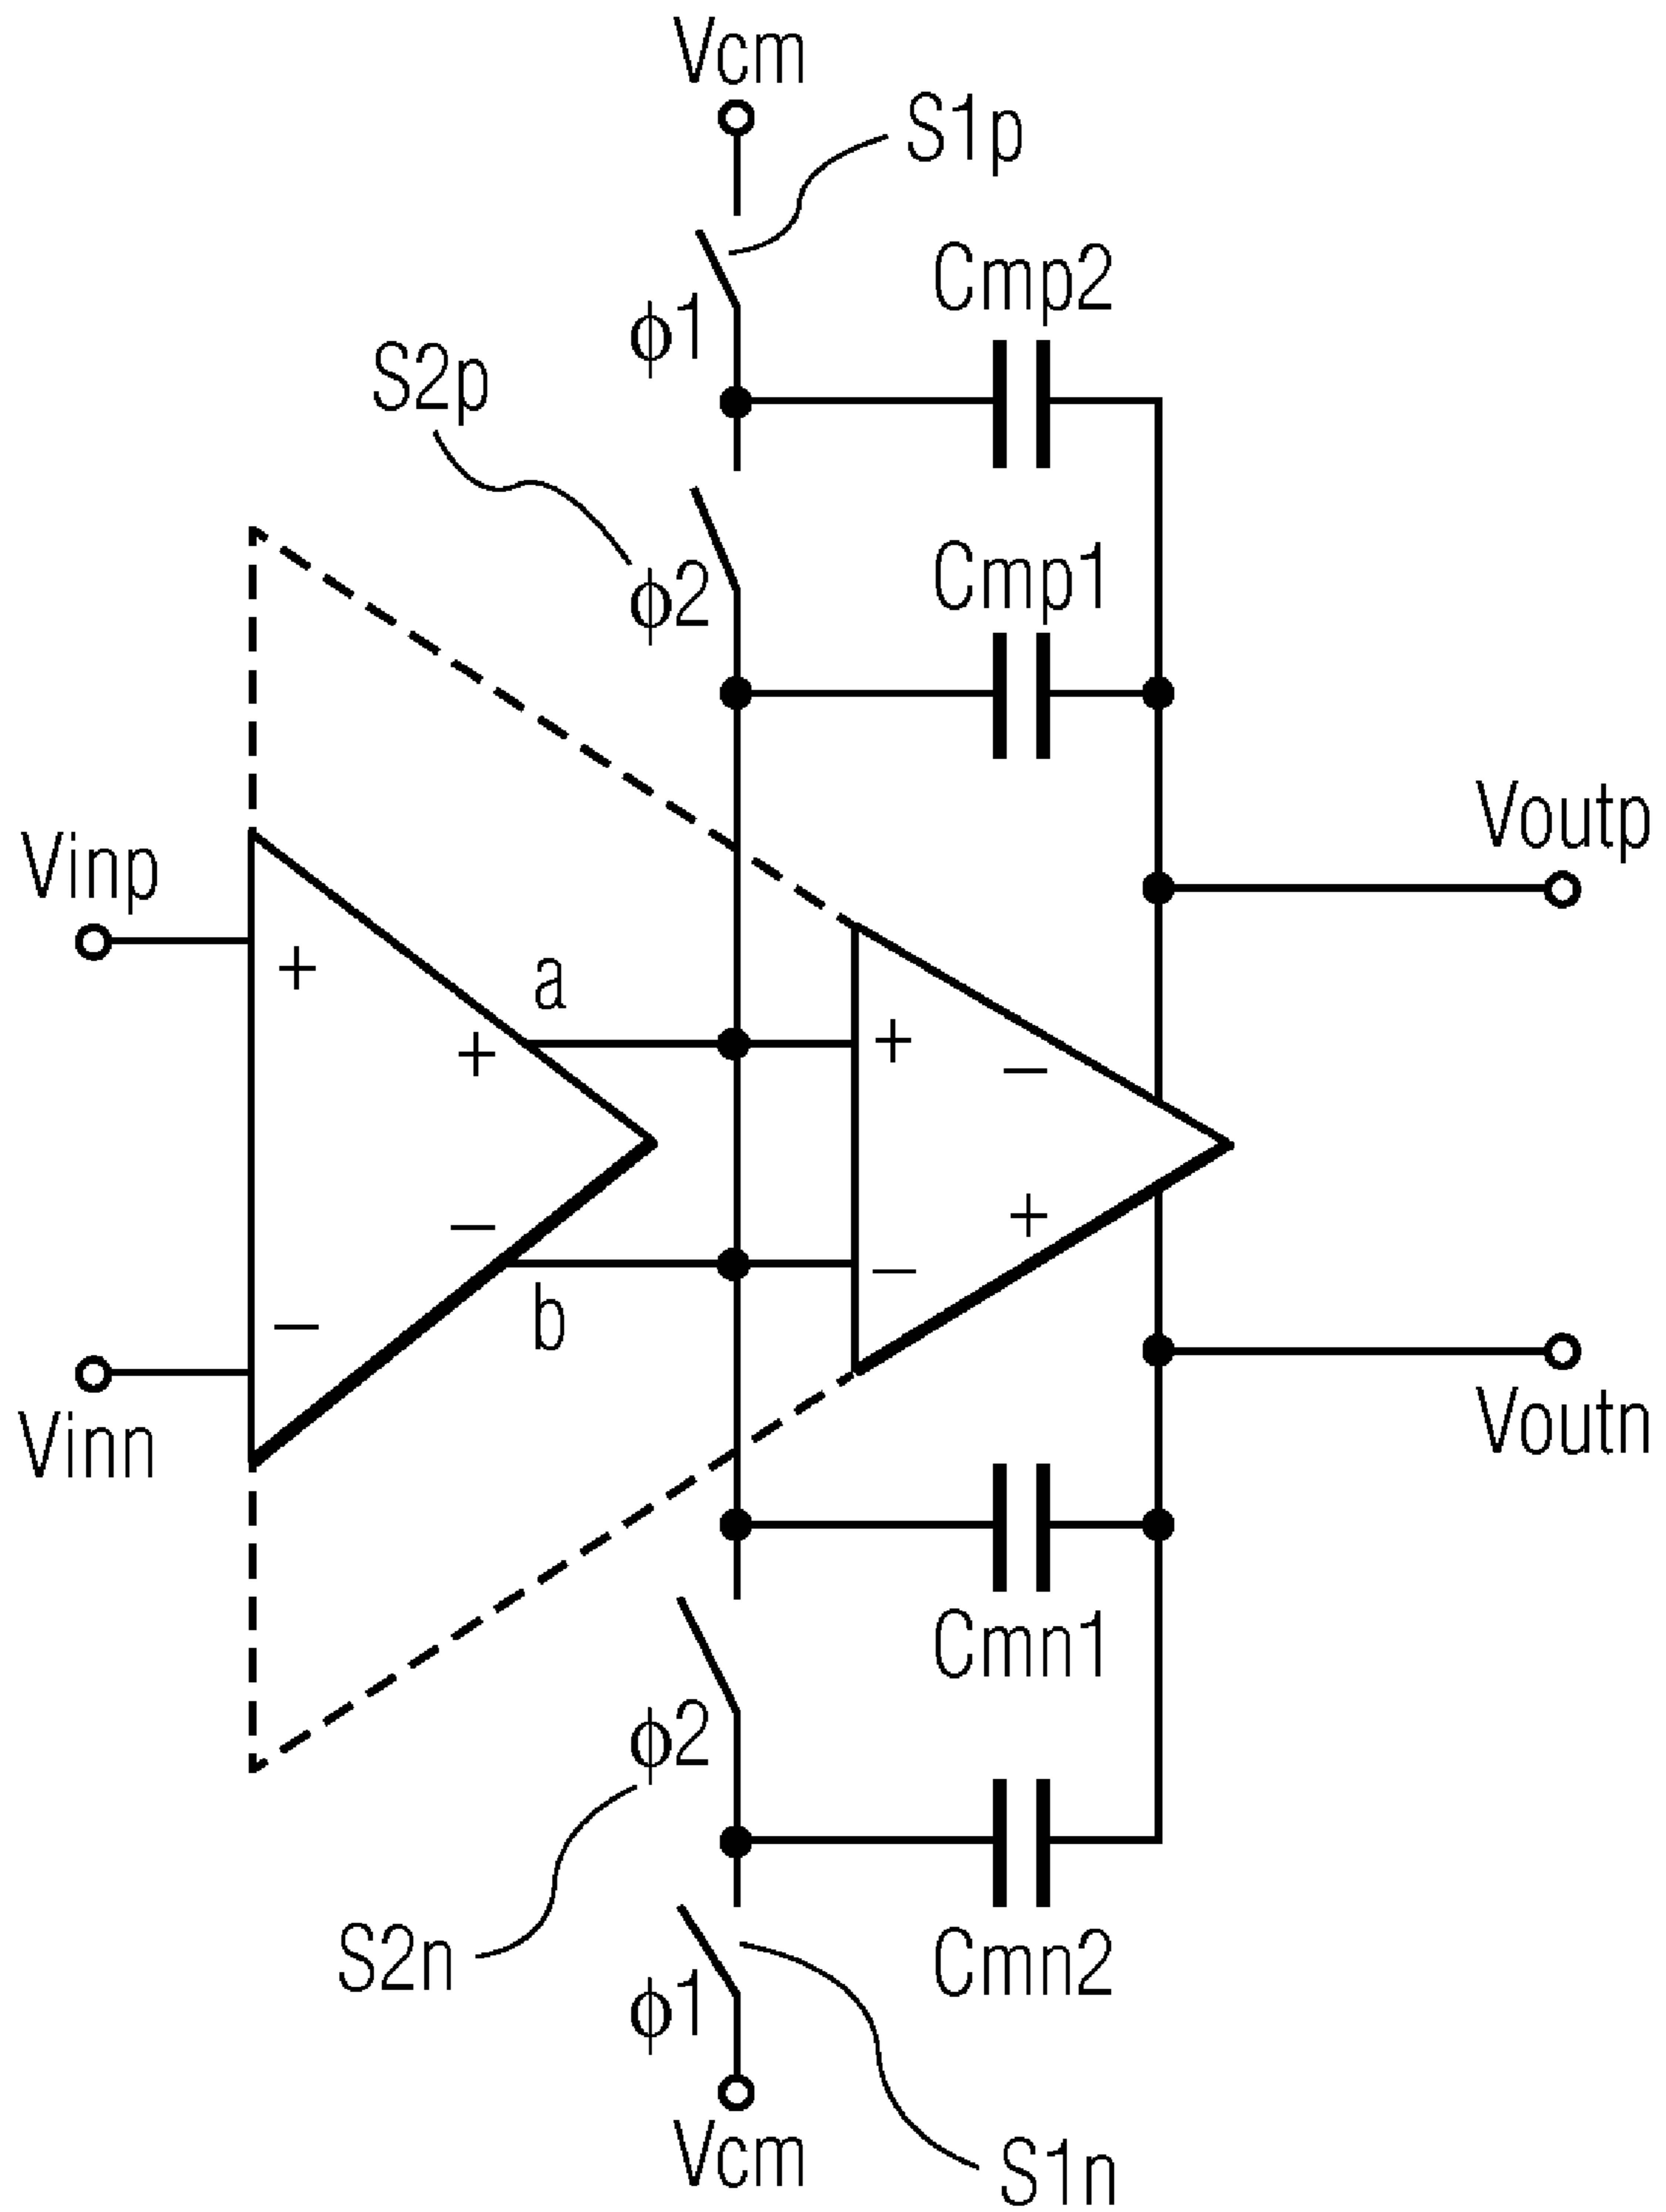 Vcm
S1p
Cmp2
ϕ1
S2p
Cmp1
ϕ2
Voutp
Vinp
+
a
+
+
−
−
+
−
−
b
Vinn
Voutn
Cmn1
ϕ2
S2n
Cmn2
ϕ1
Vcm
S1n